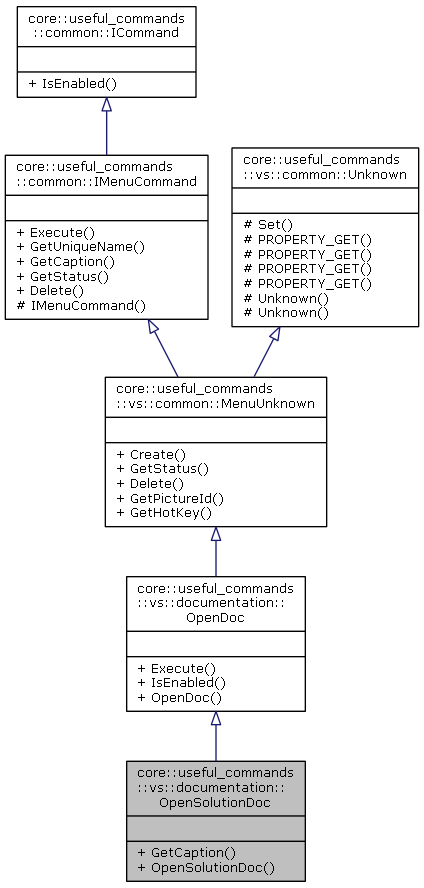 core::useful_commands
::common::ICommand
+ IsEnabled()
core::useful_commands
::common::IMenuCommand
+ Execute()
+ GetUniqueName()
+ GetCaption()
+ GetStatus()
+ Delete()
# IMenuCommand()
core::useful_commands
::vs::common::Unknown
# Set()
# PROPERTY_GET()
# PROPERTY_GET()
# PROPERTY_GET()
# PROPERTY_GET()
# Unknown()
# Unknown()
core::useful_commands
::vs::common::MenuUnknown
+ Create()
+ GetStatus()
+ Delete()
+ GetPictureId()
+ GetHotKey()
core::useful_commands
::vs::documentation::
OpenDoc
+ Execute()
+ IsEnabled()
+ OpenDoc()
core::useful_commands
::vs::documentation::
OpenSolutionDoc
+ GetCaption()
+ OpenSolutionDoc()